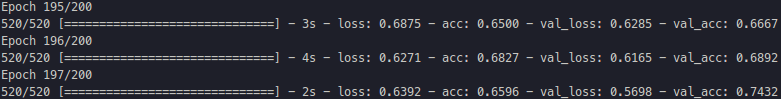 Epoch 195/200
520/520 [==============================] - 3s - loss: 0.6875 - acc: 0.6500 - val_loss: 0.6285 - val_acc: 0.6667
Epoch 196/200
520/520 [==============================] - 4s - loss: 0.6271 - acc: 0.6827 - val_loss: 0.6165 - val_acc: 0.6892
Epoch 197/200
520/520 [==============================] - 2s - loss: 0.6392 - acc: 0.6596 - val_loss: 0.5698 - val_acc: 0.7432